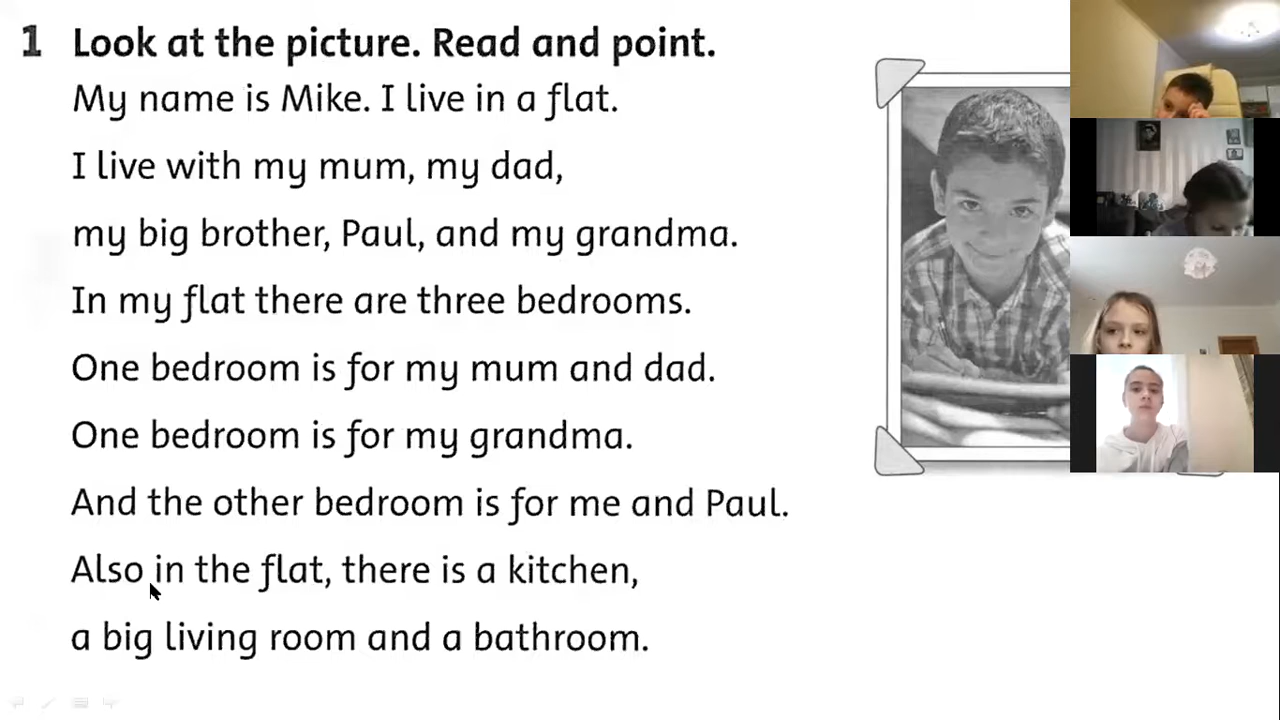 1 Look at the picture. Read and point.
My name is Mike. I live in a flat.
I live with my mum, my dad,
my big brother, Paul, and my grandma.
In my flat there are three bedrooms.
One bedroom is for my mum and dad.
One bedroom is for my grandma.
And the other bedroom is for me and Paul.
Also in the flat, there is a kitchen,
a big living room and a bathroom.